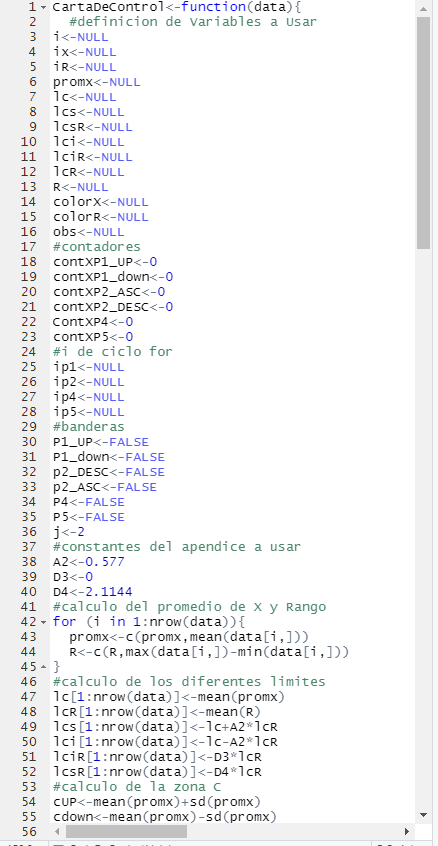 1 CartaDeControl<-function(data){
2 #definicion de Variables a Usar
3 i<-NULL
4 ix<-NULL
5 iR<-NULL
6 promx<-NULL
7 lc<-NULL
8 lcs<-NULL
9 lcsR<-NULL
10 lci<-NULL
11 lciR<-NULL
12 lcR<-NULL
13 R<-NULL
14 colorX<-NULL
15 colorR<-NULL
16 obs<-NULL
17 #contadores
18 contXP1_UP<-0
19 contXP1_down<-0
20 contXP2_ASC<-0
21 contXP2_DESC<-0
22 ContXP4<-0
23 ContXP5<-0
24 #i de ciclo for
25 ip1<-NULL
26 ip2<-NULL
27 ip4<-NULL
28 ip5<-NULL
29 #banderas
30 P1_UP<-FALSE
31 P1_down<-FALSE
32 p2_DESC<-FALSE
33 p2_ASC<-FALSE
34 P4<-FALSE
35 P5<-FALSE
36 j<-2
37 #constantes del apendice a usar
38 A2<-0.577
39 D3<-0
40 D4<-2.1144
41 #calculo del promedio de X y Rango
42 for (i in 1:nrow(data)){
43 promx<-c(promx,mean(data[i,]))
44 R<-c(R,max(data[i,])-min(data[i,]))
45 }
46 #calculo de los diferentes limites
47 lc[1:nrow(data)]<-mean(promx)
48 lcR[1:nrow(data)]<-mean(R)
49 lcs[1:nrow(data)]<-lc+A2*lcR
50 lci[1:nrow(data)]<-lc-A2*lcR
51 lciR[1:nrow(data)]<-D3*lcR
52 lcsR[1:nrow(data)]<-D4*lcR
53 #calculo de la zona C
54 cUP<-mean(promx)+sd(promx)
55 cdown<-mean(promx)-sd(promx)
56